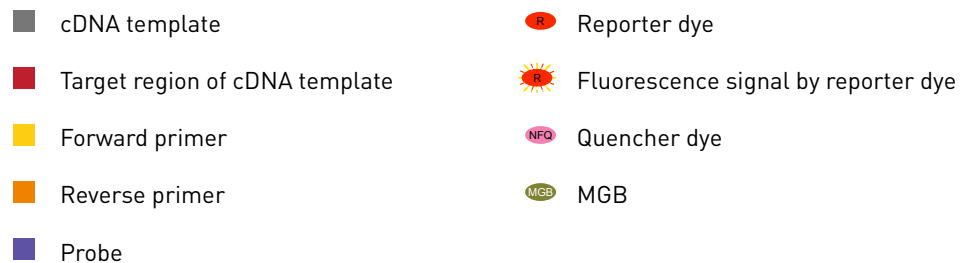 cDNA template
Target region of cDNA template
Forward primer
Reverse primer
Probe
R Reporter dye
R Fluorescence signal by reporter dye
NFQ Quencher dye
MGB MGB